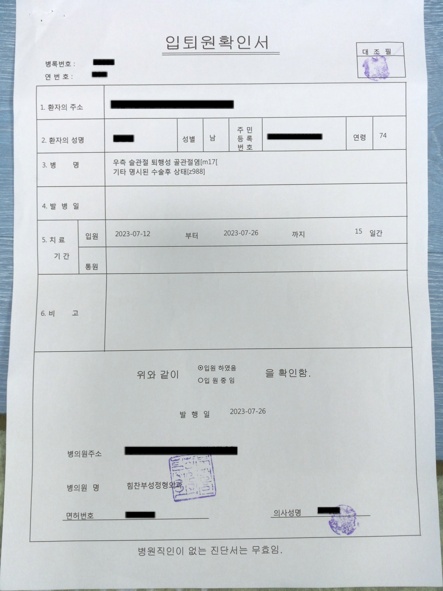 입퇴원확인서
대 조 필
병록번호 :
연 번 호 :
1. 환자의 주소
2. 환자의 성명 성별 남 주 민 등 록 번 호 연령 74
3. 병 명 우측 슬관절 퇴행성 골관절염[m17[
기타 명시된 수술후 상태[z988]
4. 발 병 일
5. 치 료 기 간 입원 2023-07-12 부터 2023-07-26 까지 15 일간
통원
6. 비 고
위와 같이 ⊙입원 하였음 을 확인함.
○입 원 중 임
발 행 일 2023-07-26
병의원주소
병의원 명 힘찬부성정형외과
면허번호 의사성명
병원직인이 없는 진단서는 무효임.